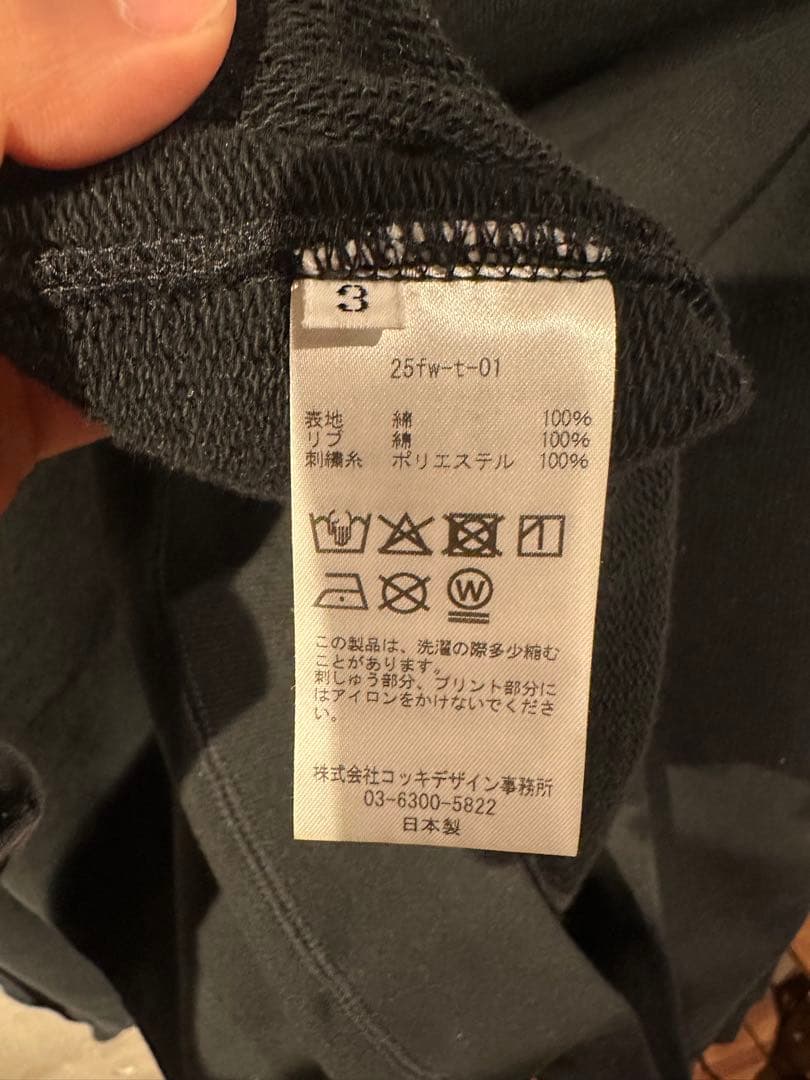 3
25fw-t-01
表地 綿 100%
リブ 綿 100%
刺繍糸 ポリエステル 100%
W
この製品は、洗濯の際多少縮む
ことがあります。
刺しゅう部分、プリント部分に
はアイロンをかけないでくださ
い。
株式会社コッキデザイン事務所
03-6300-5822
日本製